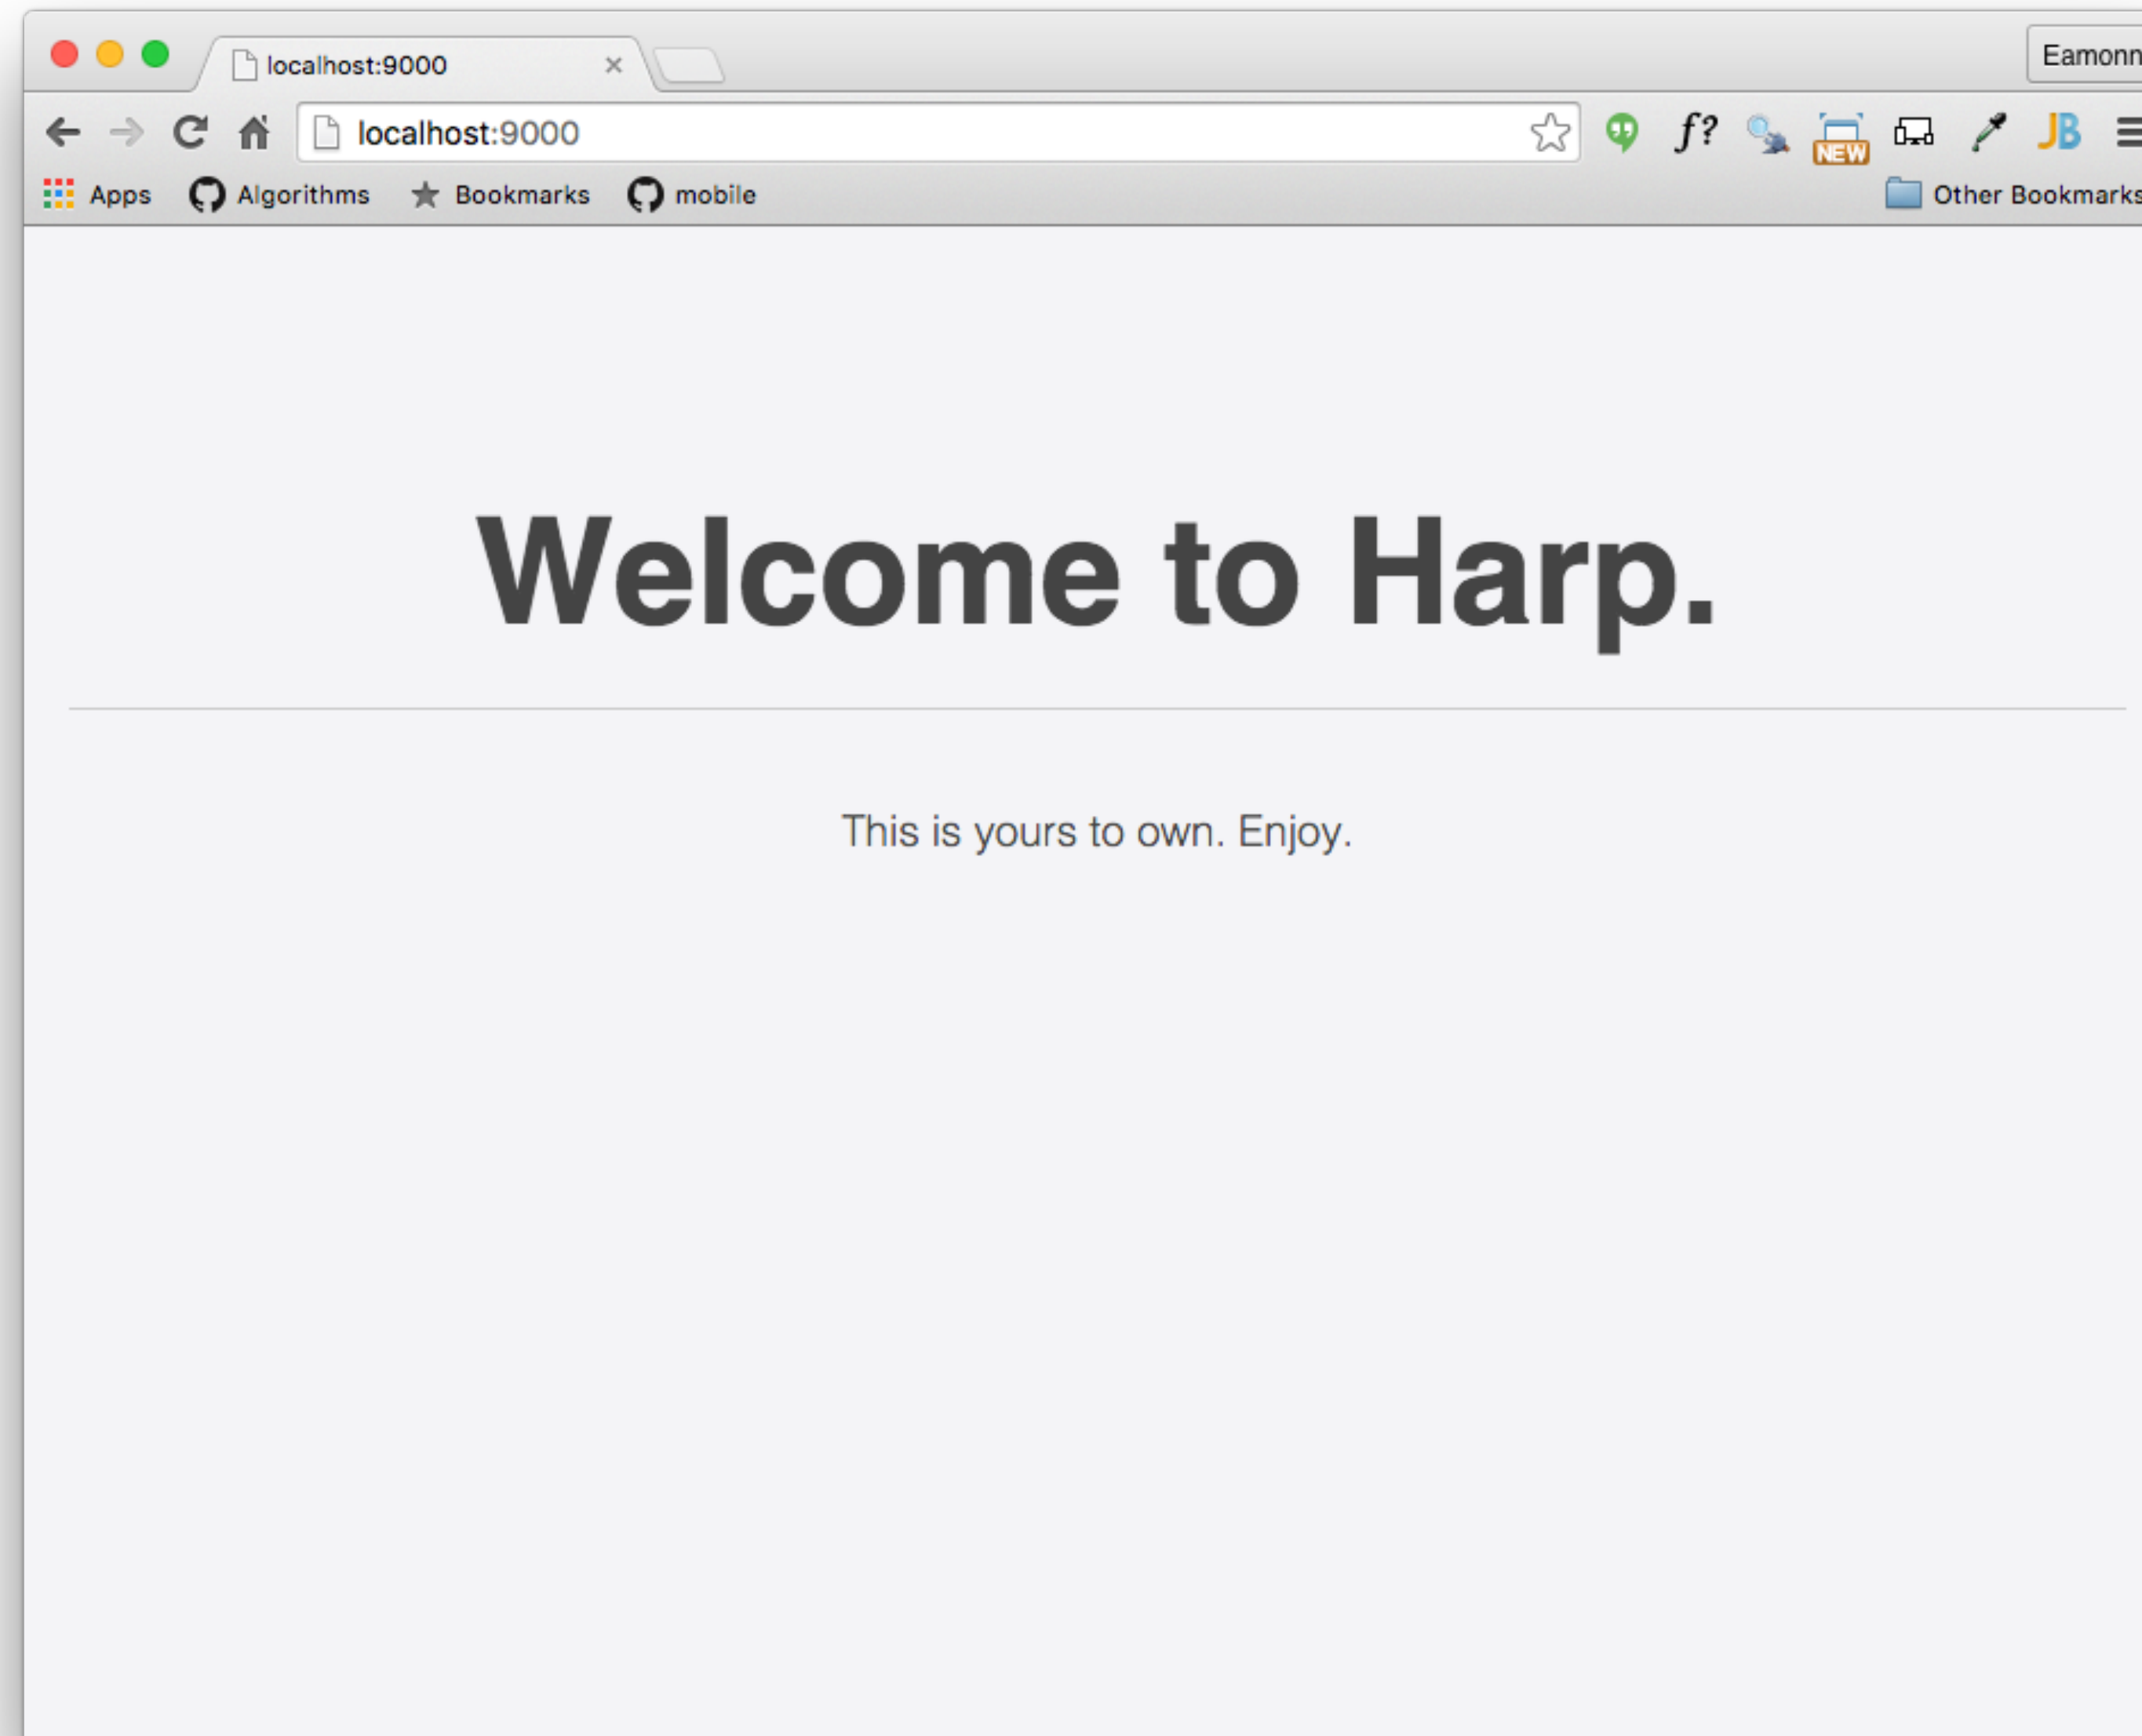 localhost:9000
Eamonn
localhost:9000
f?
NEW
JB
Apps Algorithms Bookmarks mobile Other Bookmarks
Welcome to Harp.
This is yours to own. Enjoy.